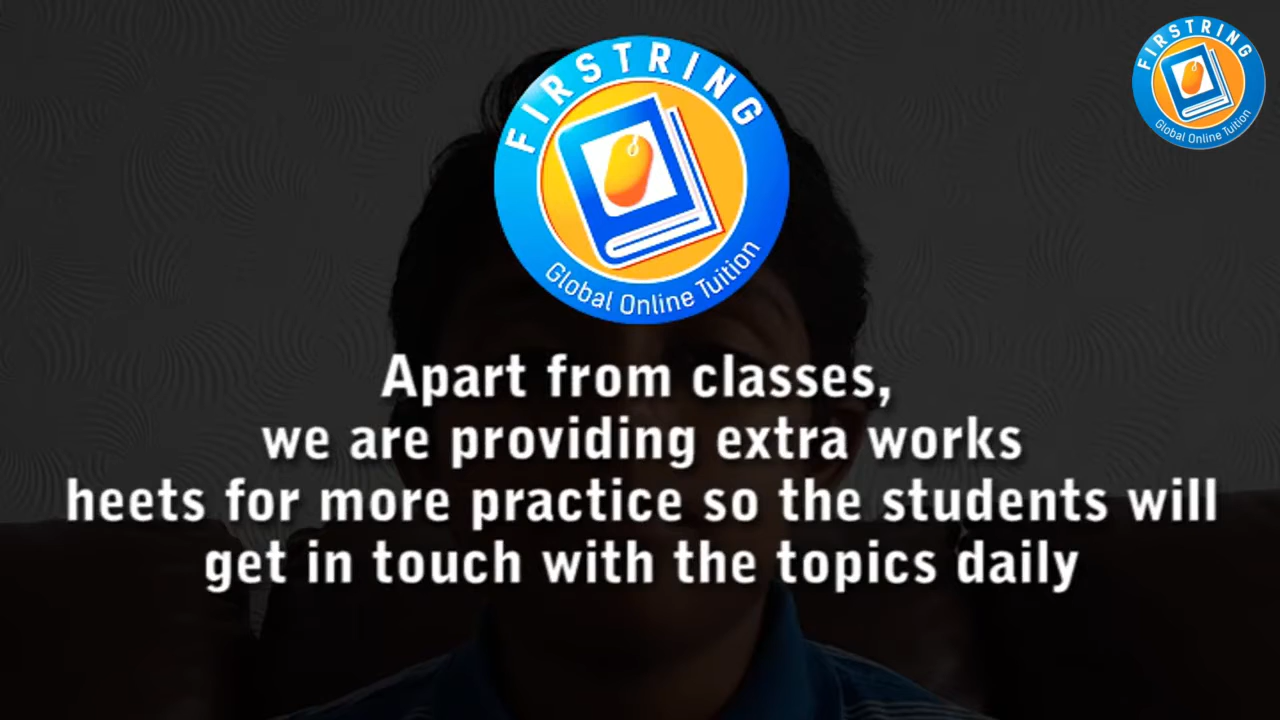 FIRSTRING
Global Online Tuition
FIRSTRING
Global Online Tuition
Apart from classes,
we are providing extra works
heets for more practice so the students will
get in touch with the topics daily